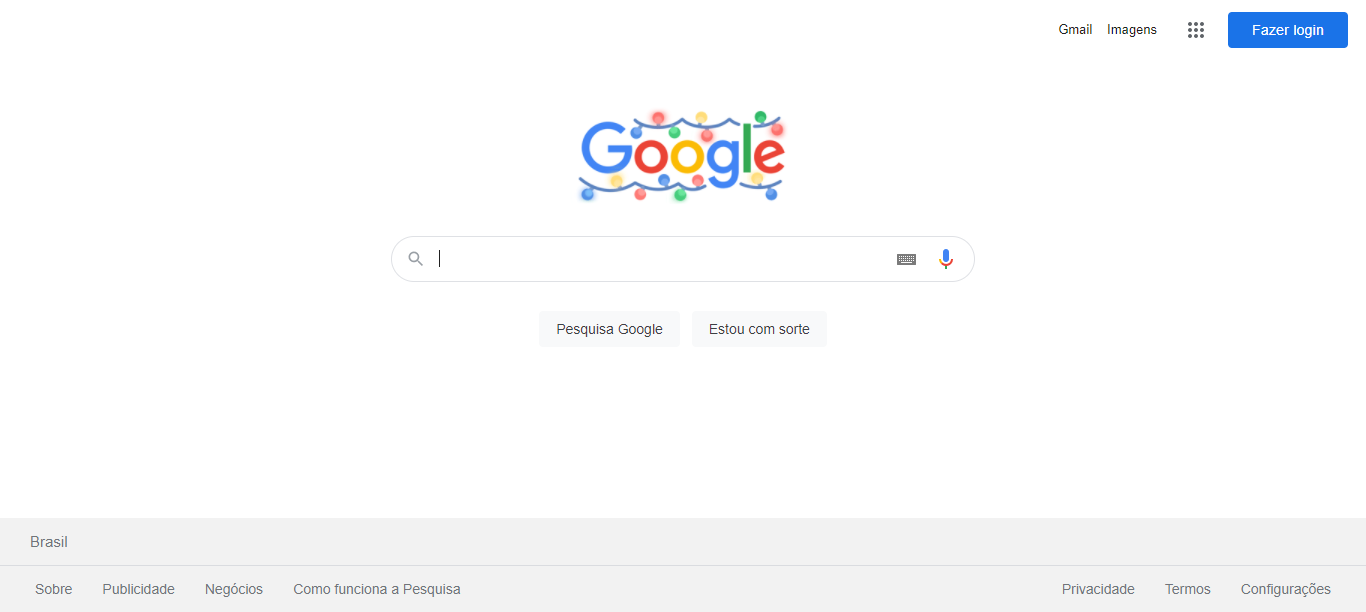 Gmail Imagens Fazer login
Google
Pesquisa Google Estou com sorte
Brasil
Sobre Publicidade Negócios Como funciona a Pesquisa Privacidade Termos Configurações